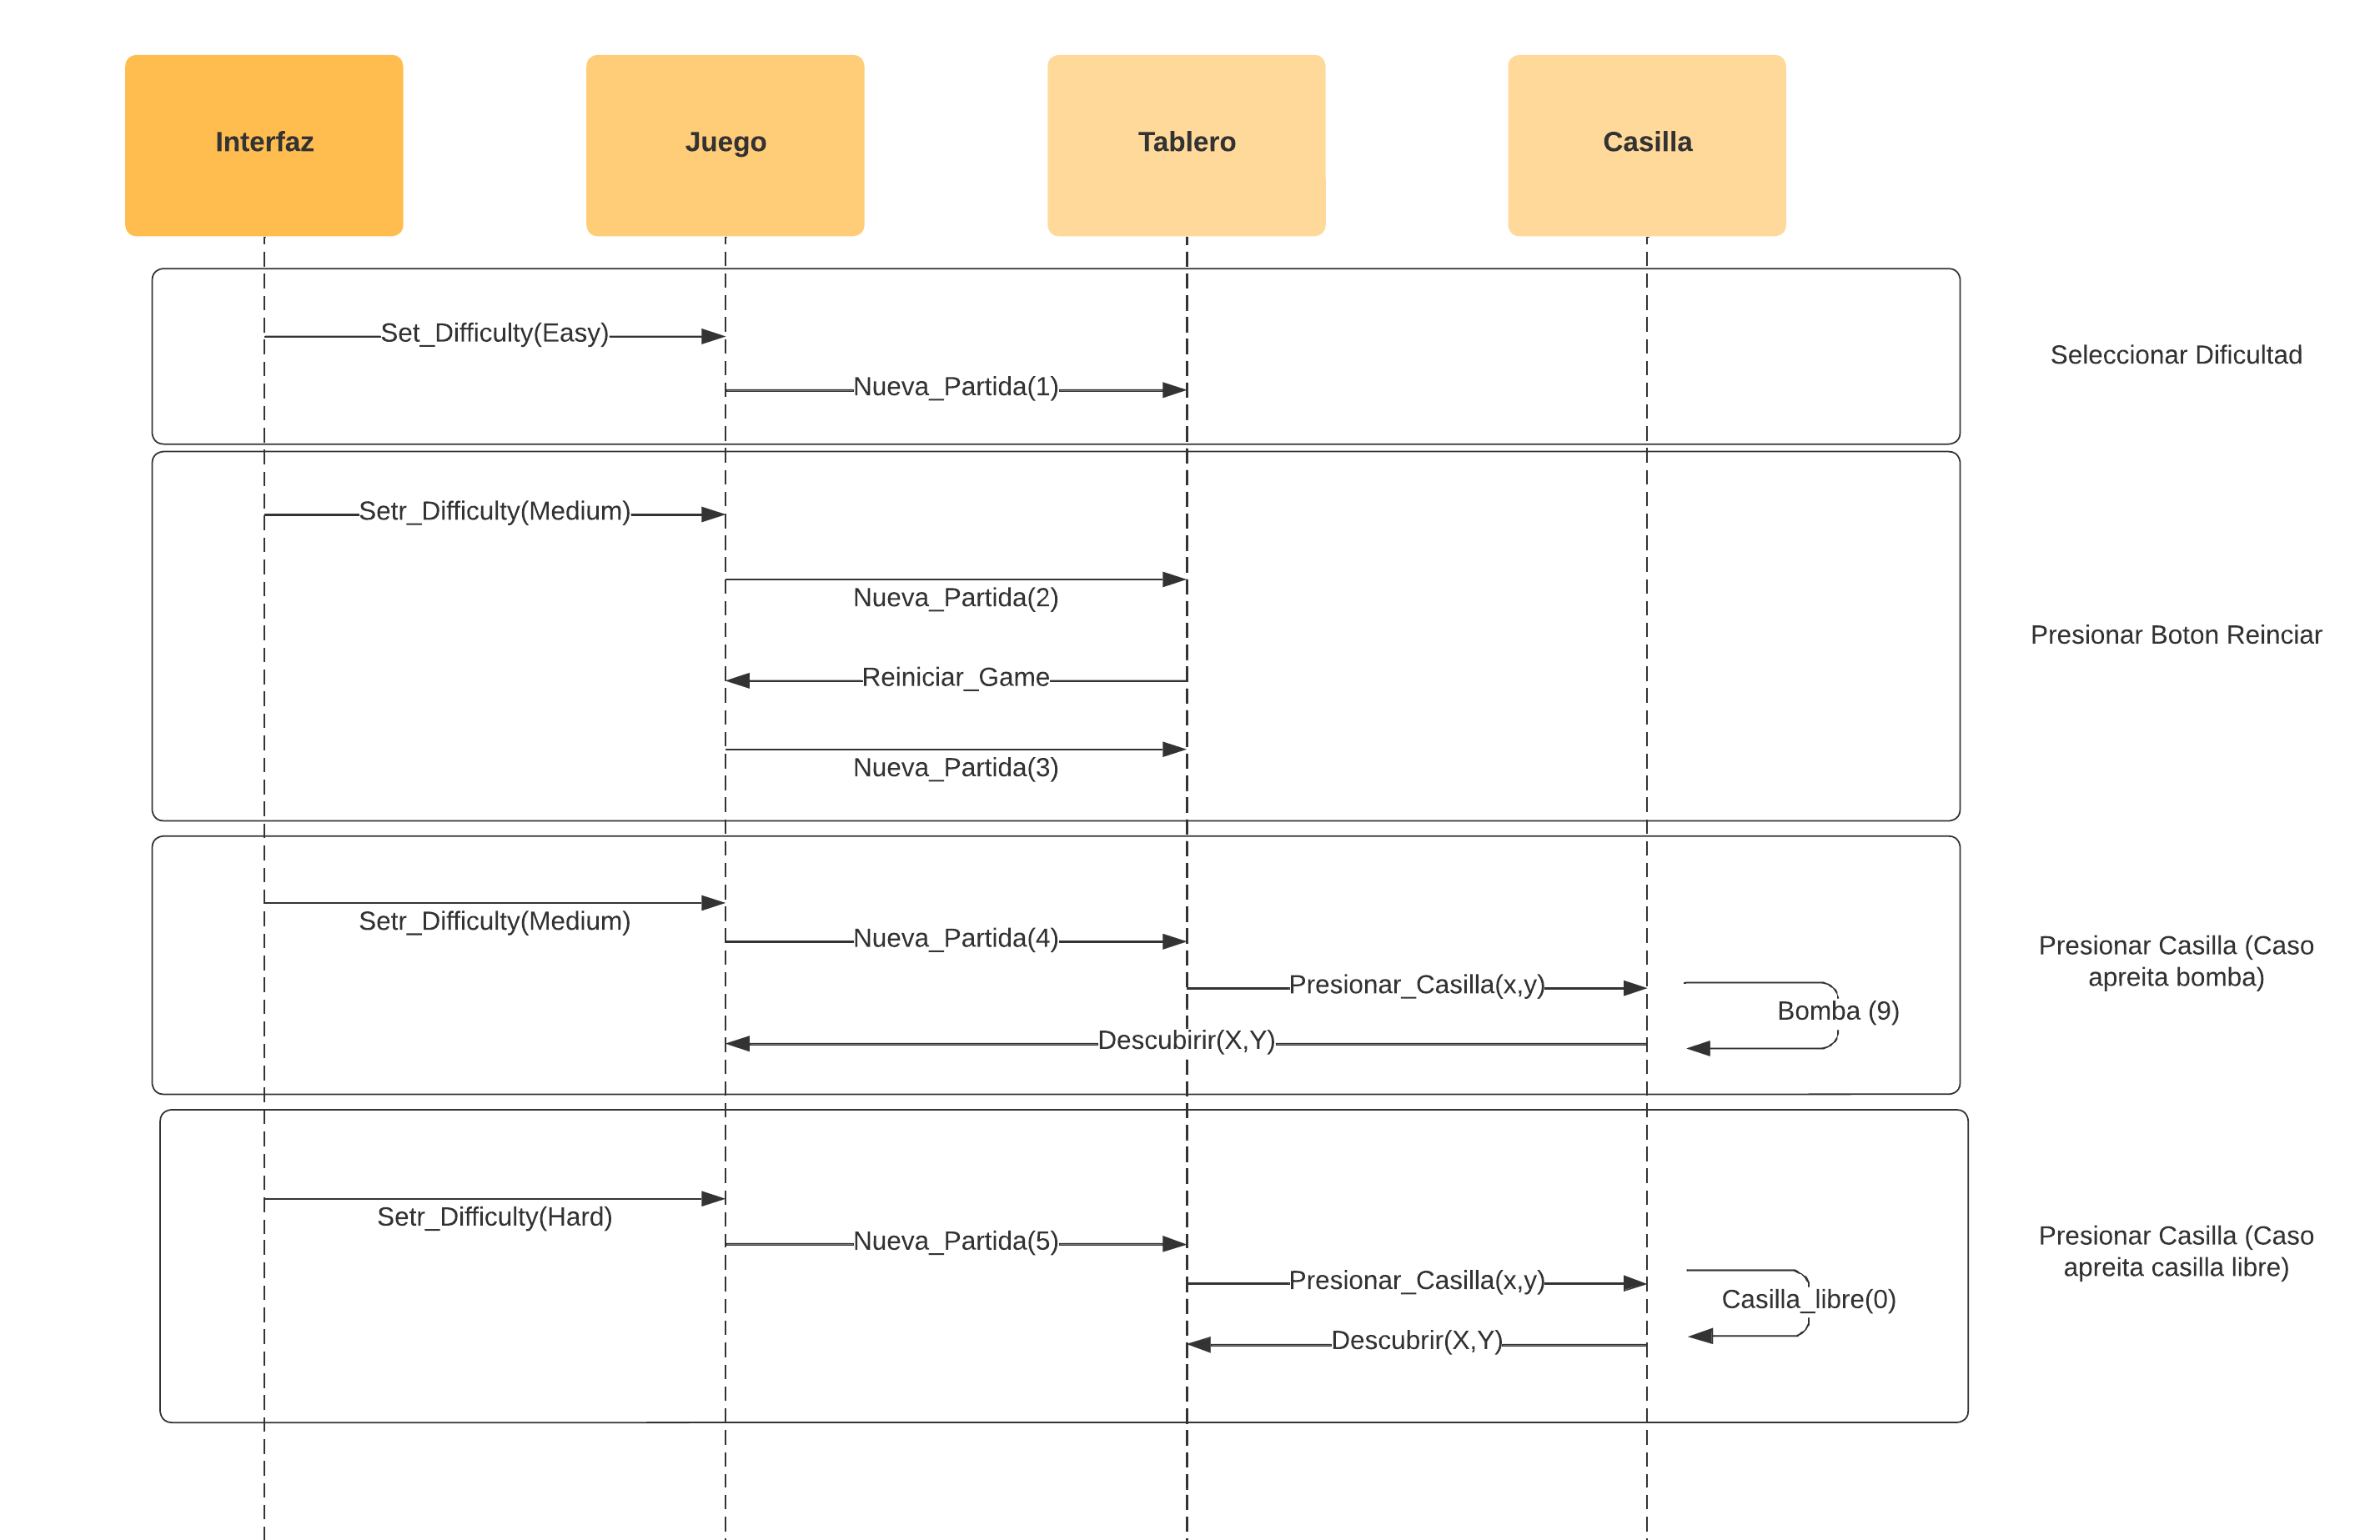 Interfaz
Juego
Tablero
Casilla
Set_Difficulty(Easy)
Seleccionar Dificultad
Nueva_Partida(1)
Setr_Difficulty(Medium)
Nueva_Partida(2)
Presionar Boton Reinciar
Reiniciar_Game
Nueva_Partida(3)
Setr_Difficulty(Medium)
Nueva_Partida(4)
Presionar Casilla (Caso
apreita bomba)
Presionar_Casilla(x,y)
Bomba (9)
Descubirir(X,Y)
Setr_Difficulty(Hard)
Nueva_Partida(5)
Presionar Casilla (Caso
apreita casilla libre)
Presionar_Casilla(x,y)
Casilla_libre(0)
Descubrir(X,Y)